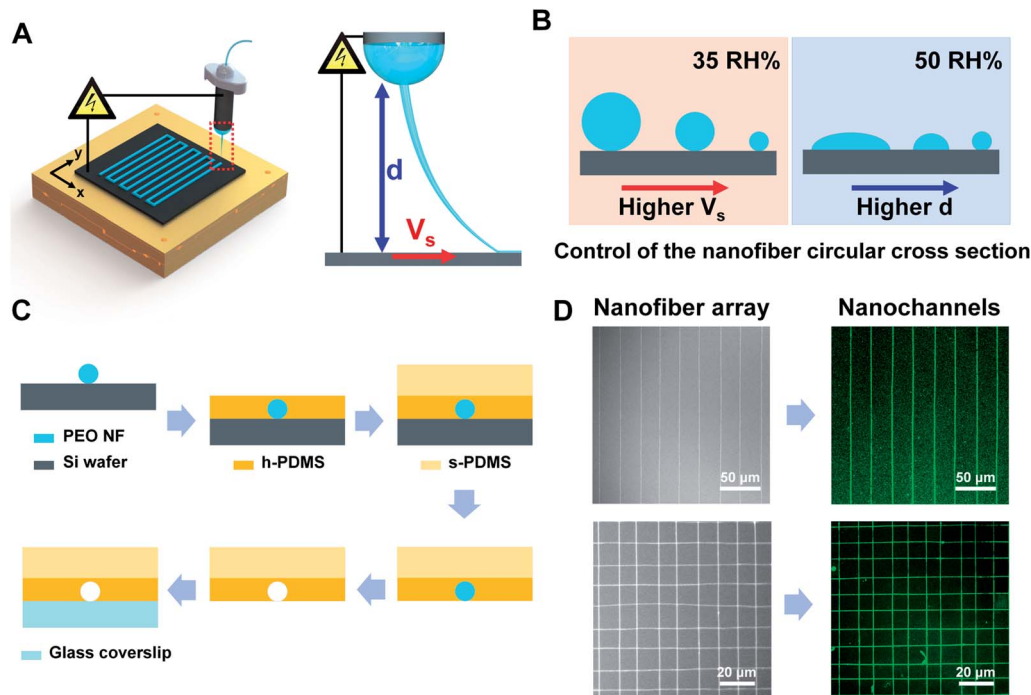 A
y
x
d
Vs
B
35 RH%
50 RH%
Higher Vs
Higher d
Control of the nanofiber circular cross section
C
PEO NF
Si wafer
h-PDMS
s-PDMS
Glass coverslip
D
Nanofiber array
Nanochannels
50 µm
50 µm
20 µm
20 µm